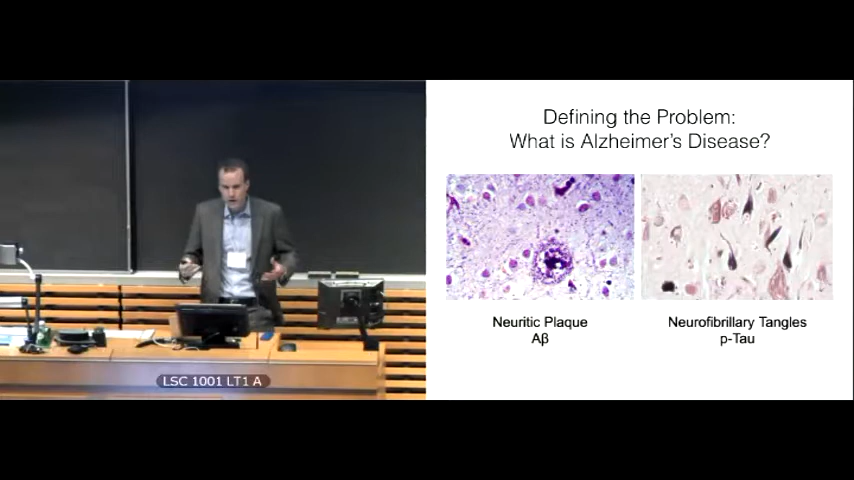 Defining the Problem:
What is Alzheimer's Disease?
Neuritic Plaque
Aβ
Neurofibrillary Tangles
p-Tau
LSC 1001 LT1 A